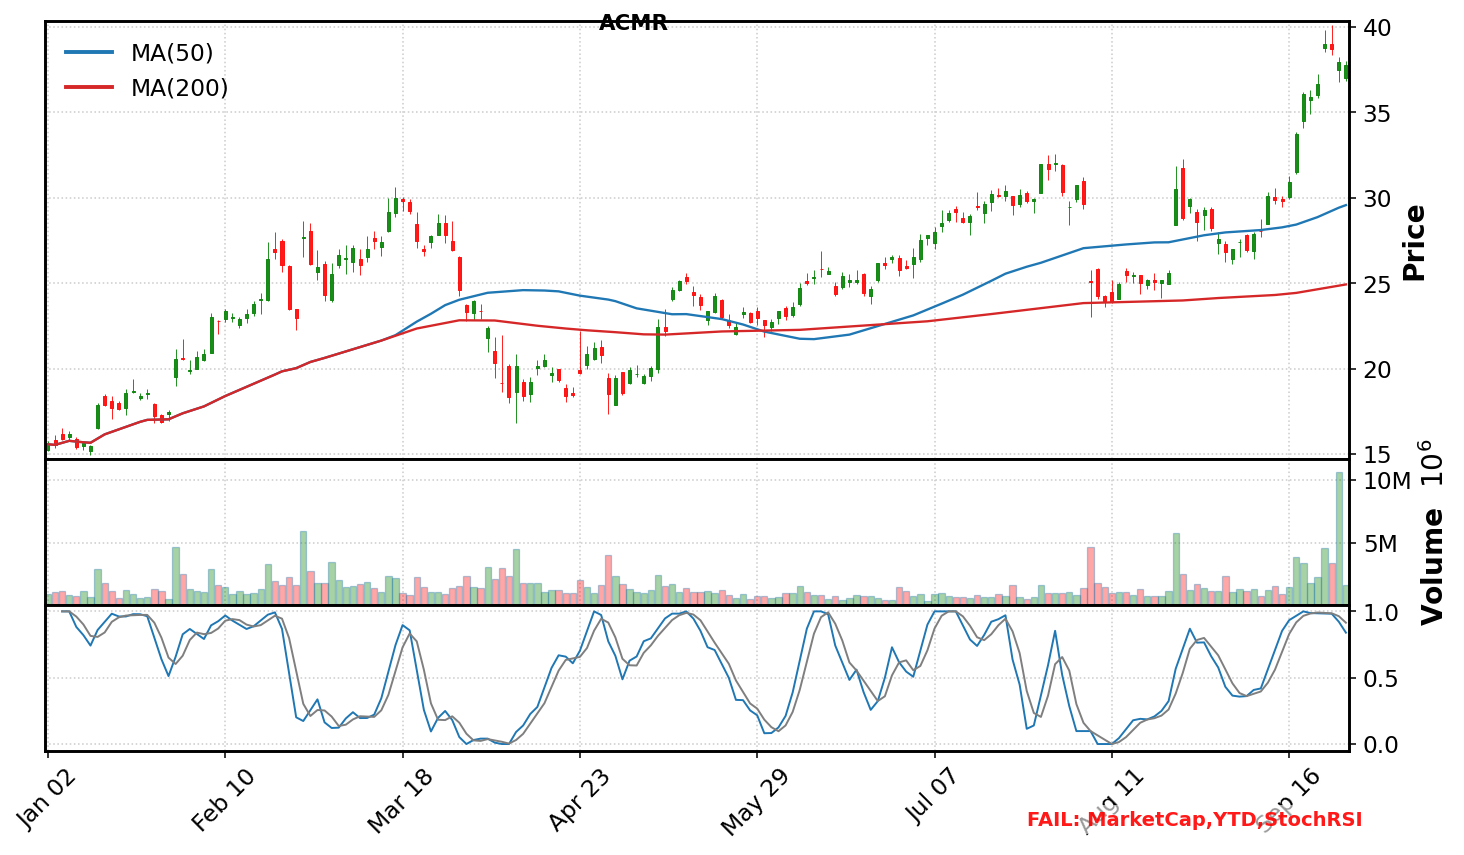 ACMR
MA(50)
MA(200)
40
35
30
25
20
15
Price
10M
5M
Volume 10^6
1.0
0.5
0.0
Jan 02
Feb 10
Mar 18
Apr 23
May 29
Jul 07
Aug 11
Sep 16
FAIL: MarketCap,YTD,StochRSI